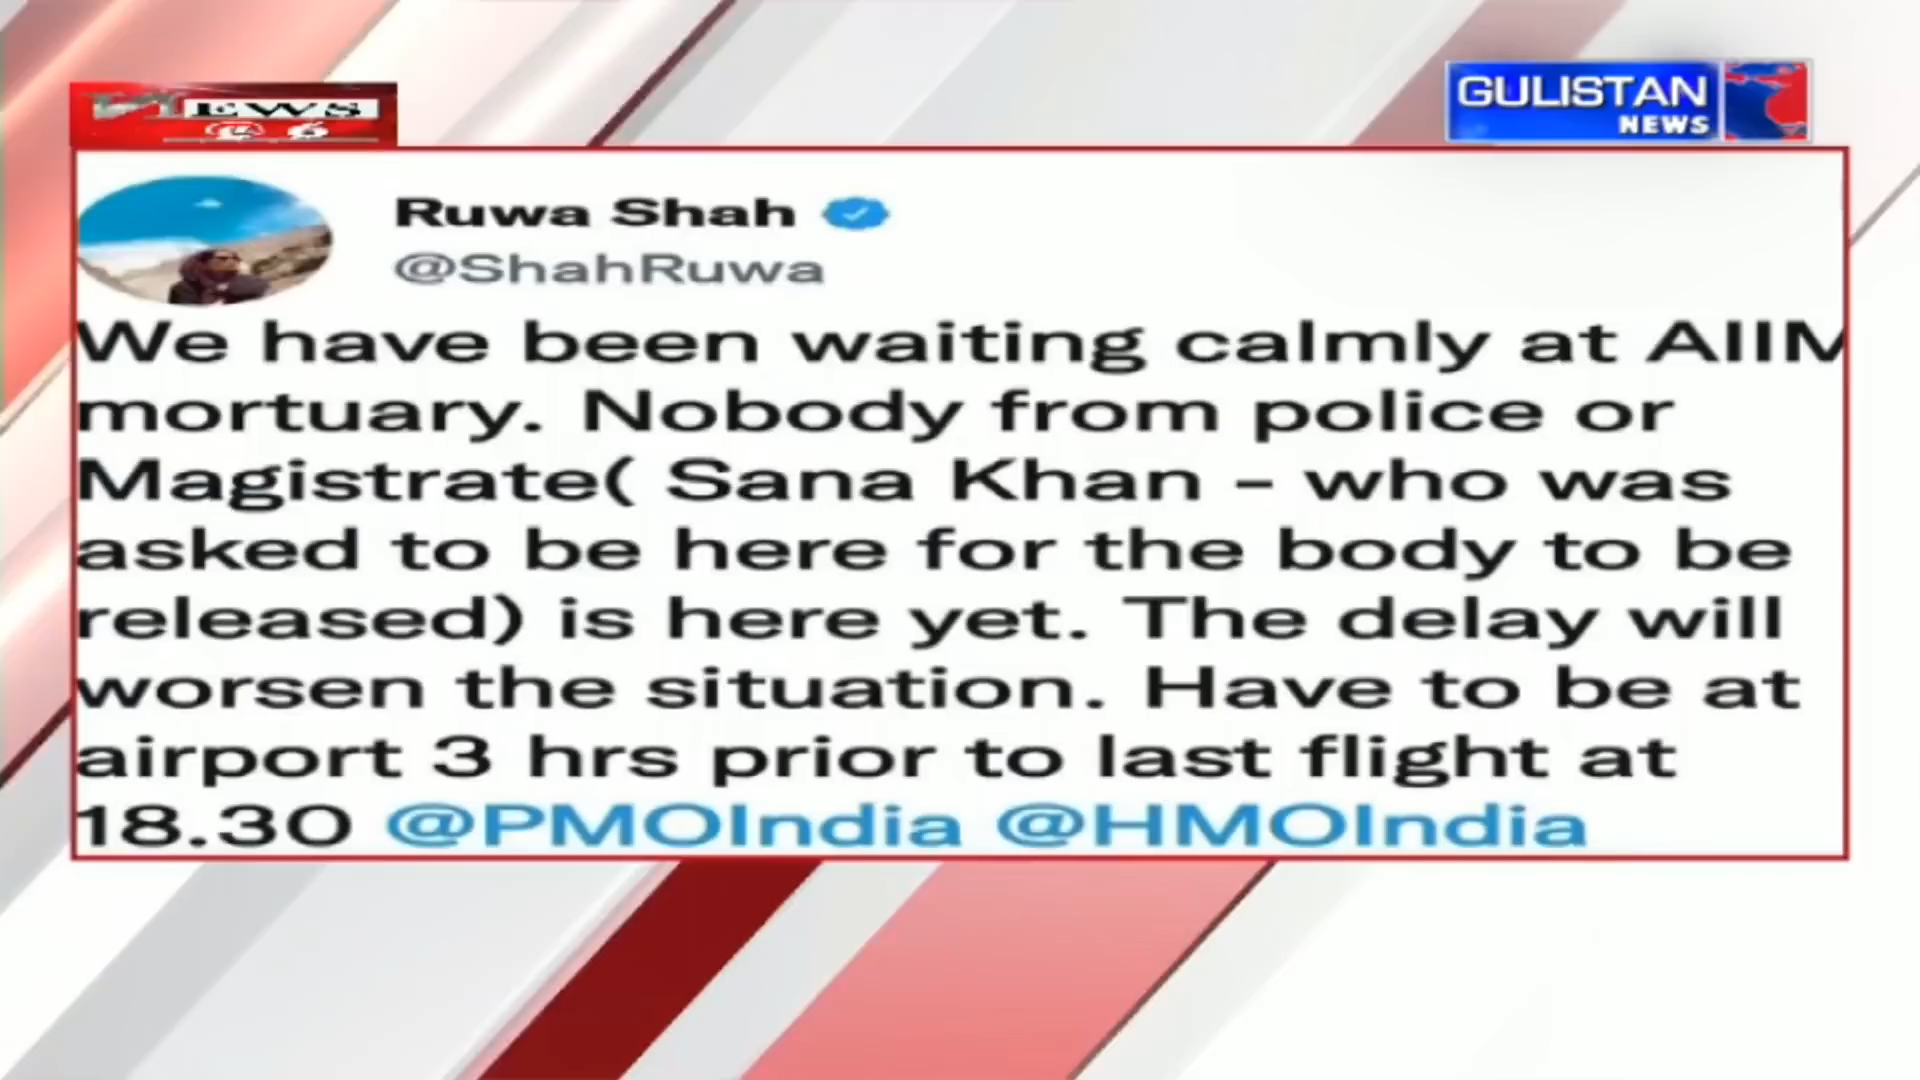 NEWS
@ 6
GULISTAN
NEWS
Ruwa Shah
@ShahRuwa
We have been waiting calmly at AIIM
mortuary. Nobody from police or
Magistrate( Sana Khan – who was
asked to be here for the body to be
released) is here yet. The delay will
worsen the situation. Have to be at
airport 3 hrs prior to last flight at
18.30 @PMOIndia @HMOIndia